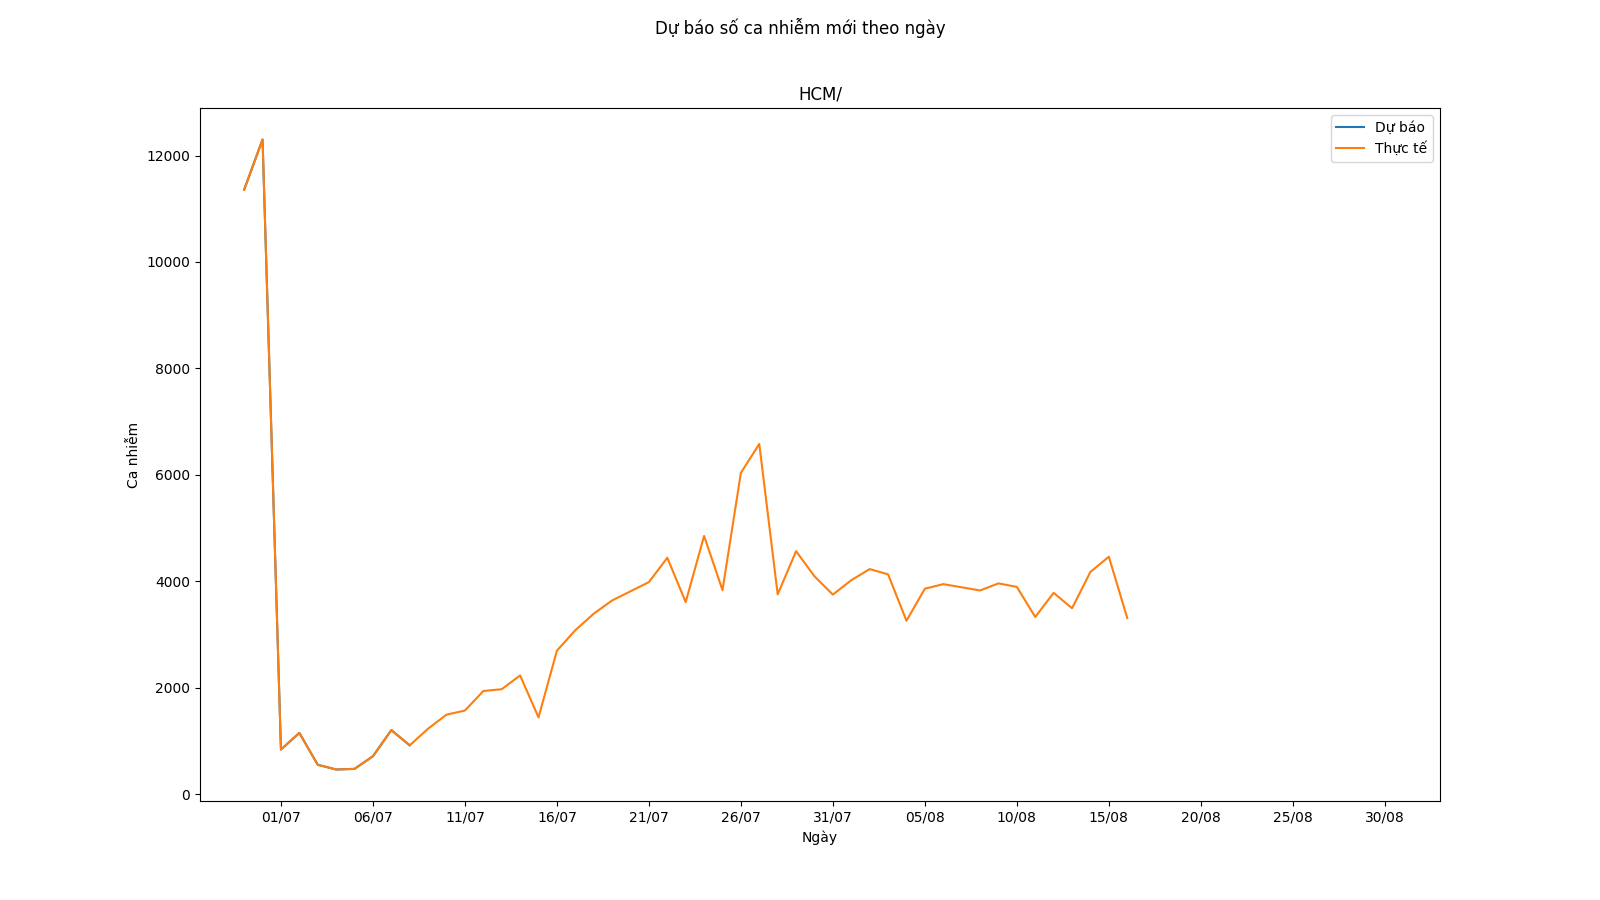 Dự báo số ca nhiễm mới theo ngày
HCM/
Dự báo
Thực tế
12000
10000
8000
6000
4000
2000
0
Ca nhiễm
01/07 06/07 11/07 16/07 21/07 26/07 31/07 05/08 10/08 15/08 20/08 25/08 30/08
Ngày